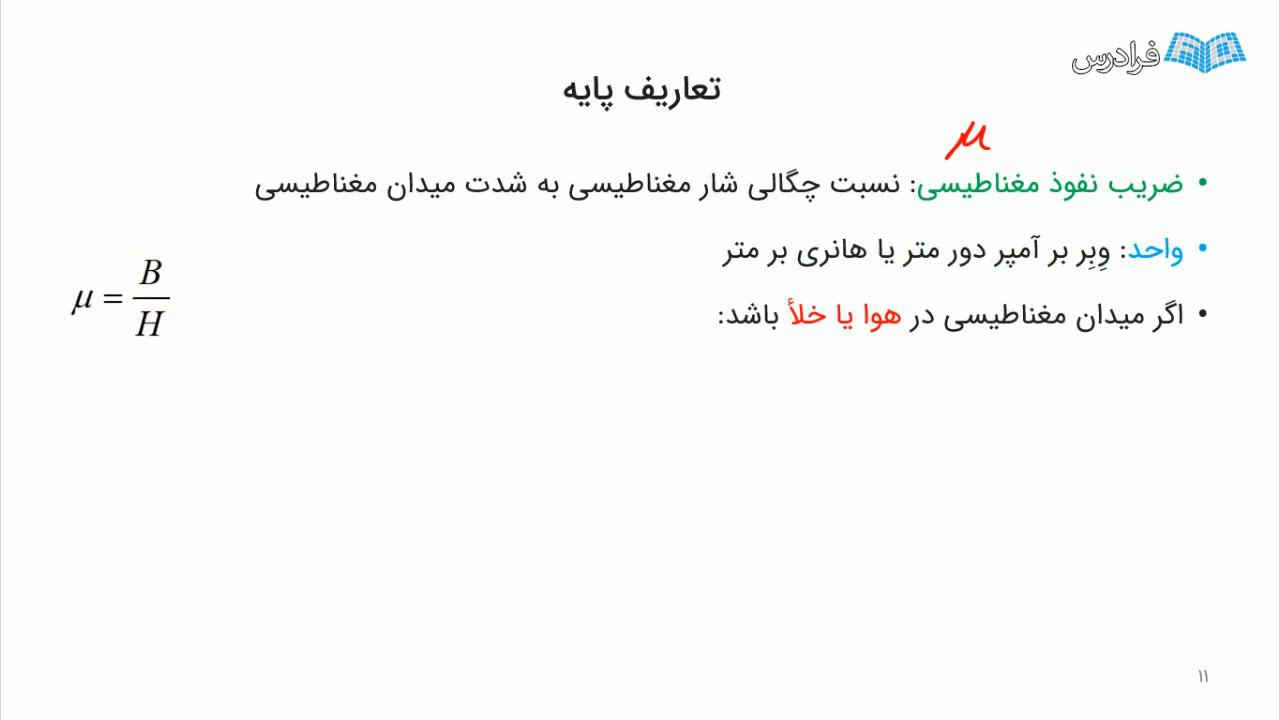 فرادرس
تعاریف پایه
μ
• ضریب نفوذ مغناطیسی: نسبت چگالی شار مغناطیسی به شدت میدان مغناطیسی
• واحد: وِبِر بر آمپر دور متر یا هانری بر متر
μ = B / H
• اگر میدان مغناطیسی در هوا یا خلأ باشد:
۱۱